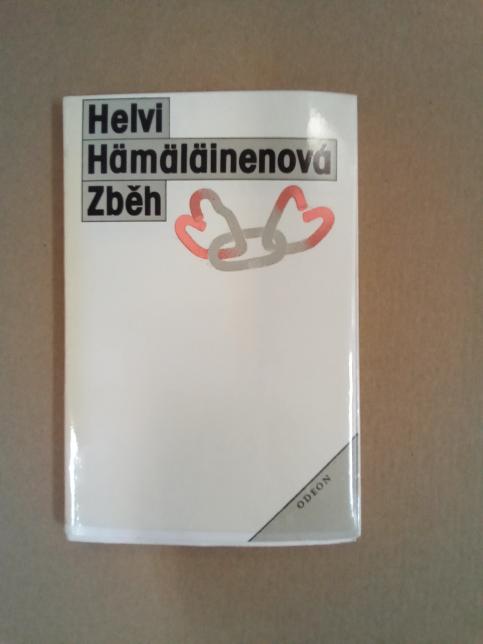 Helvi
Hämäläinenová
Zběh
ODEON